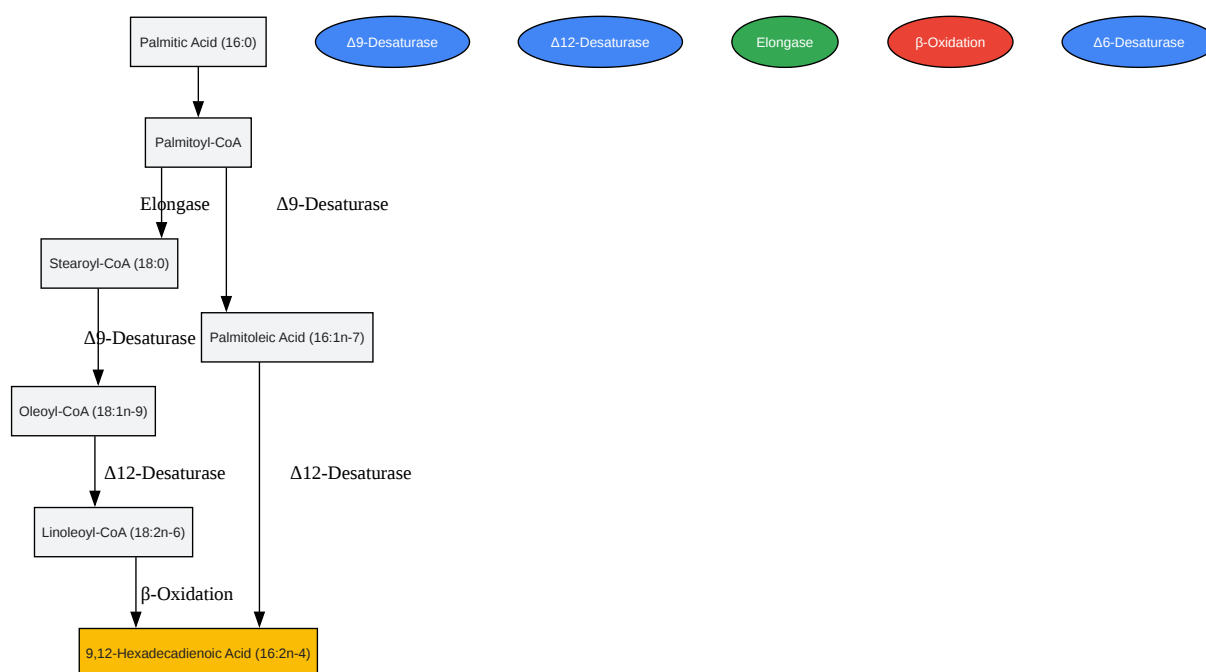 Palmitic Acid (16:0)
Δ9-Desaturase
Δ12-Desaturase
Elongase
β-Oxidation
Δ6-Desaturase
Palmitoyl-CoA
Elongase
Δ9-Desaturase
Stearoyl-CoA (18:0)
Δ9-Desaturase
Palmitoleic Acid (16:1n-7)
Oleoyl-CoA (18:1n-9)
Δ12-Desaturase
Δ12-Desaturase
Linoleoyl-CoA (18:2n-6)
β-Oxidation
9,12-Hexadecadienoic Acid (16:2n-4)